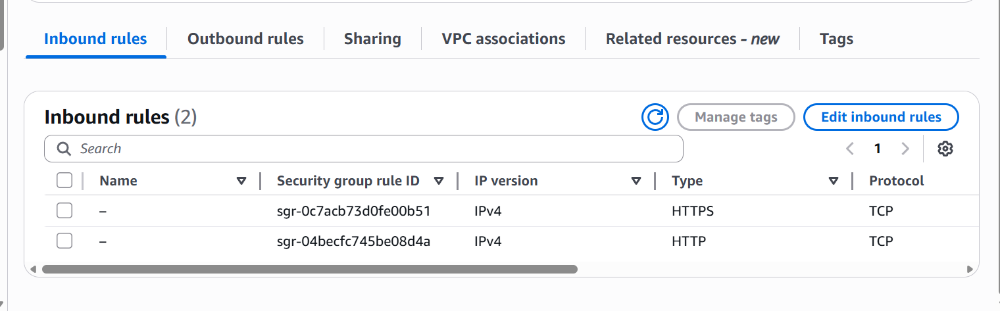 Inbound rules Outbound rules Sharing VPC associations Related resources - new Tags
Inbound rules (2) Manage tags Edit inbound rules
Search 1
Name Security group rule ID IP version Type Protocol
– sgr-0c7acb73d0fe00b51 IPv4 HTTPS TCP
– sgr-04becfc745be08d4a IPv4 HTTP TCP